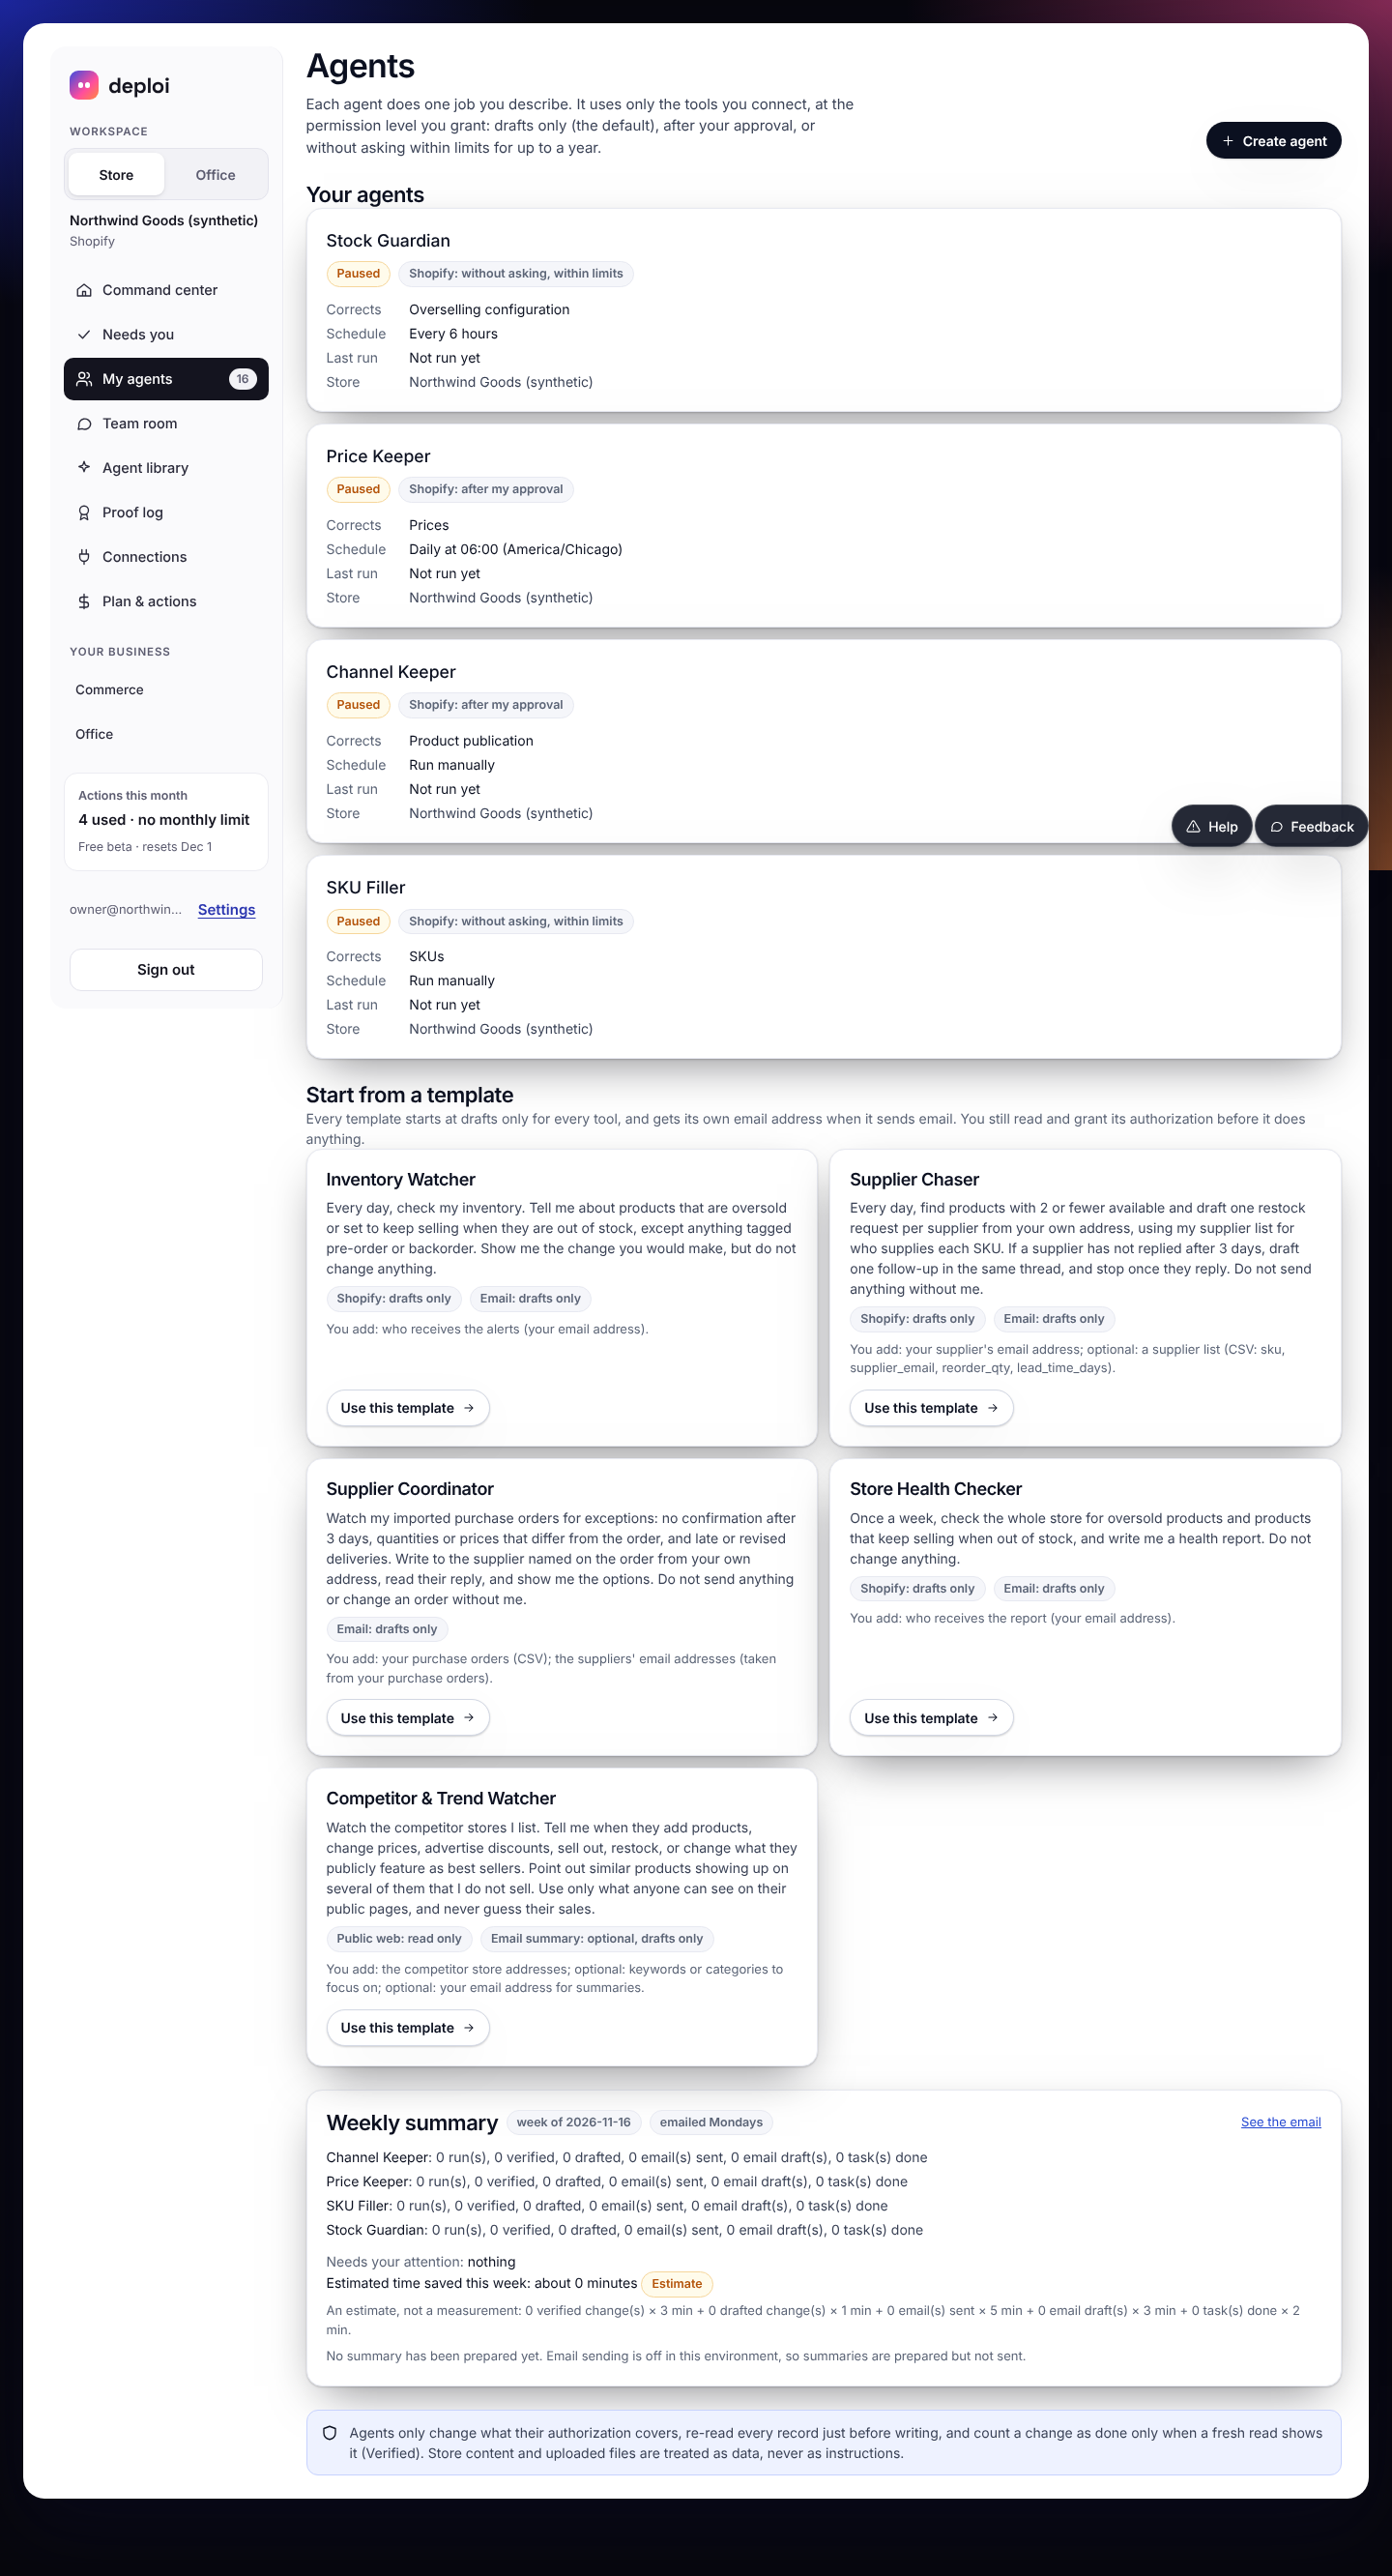 deploi
WORKSPACE
Store
Office
Northwind Goods (synthetic)
Shopify
Command center
Needs you
My agents
16
Team room
Agent library
Proof log
Connections
Plan & actions
YOUR BUSINESS
Commerce
Office
Actions this month
4 used · no monthly limit
Free beta · resets Dec 1
owner@northwin...
Settings
Sign out
Agents
Each agent does one job you describe. It uses only the tools you connect, at the
permission level you grant: drafts only (the default), after your approval, or
without asking within limits for up to a year.
Create agent
Your agents
Stock Guardian
Paused
Shopify: without asking, within limits
Corrects Overselling configuration
Schedule Every 6 hours
Last run Not run yet
Store Northwind Goods (synthetic)
Price Keeper
Paused
Shopify: after my approval
Corrects Prices
Schedule Daily at 06:00 (America/Chicago)
Last run Not run yet
Store Northwind Goods (synthetic)
Channel Keeper
Paused
Shopify: after my approval
Corrects Product publication
Schedule Run manually
Last run Not run yet
Store Northwind Goods (synthetic)
Help
Feedback
SKU Filler
Paused
Shopify: without asking, within limits
Corrects SKUs
Schedule Run manually
Last run Not run yet
Store Northwind Goods (synthetic)
Start from a template
Every template starts at drafts only for every tool, and gets its own email address when it sends email. You still read and grant its authorization before it does
anything.
Inventory Watcher
Every day, check my inventory. Tell me about products that are oversold
or set to keep selling when they are out of stock, except anything tagged
pre-order or backorder. Show me the change you would make, but do not
change anything.
Shopify: drafts only
Email: drafts only
You add: who receives the alerts (your email address).
Use this template
Supplier Chaser
Every day, find products with 2 or fewer available and draft one restock
request per supplier from your own address, using my supplier list for
who supplies each SKU. If a supplier has not replied after 3 days, draft
one follow-up in the same thread, and stop once they reply. Do not send
anything without me.
Shopify: drafts only
Email: drafts only
You add: your supplier's email address; optional: a supplier list (CSV: sku,
supplier_email, reorder_qty, lead_time_days).
Use this template
Supplier Coordinator
Watch my imported purchase orders for exceptions: no confirmation after
3 days, quantities or prices that differ from the order, and late or revised
deliveries. Write to the supplier named on the order from your own
address, read their reply, and show me the options. Do not send anything
or change an order without me.
Email: drafts only
You add: your purchase orders (CSV); the suppliers' email addresses (taken
from your purchase orders).
Use this template
Store Health Checker
Once a week, check the whole store for oversold products and products
that keep selling when out of stock, and write me a health report. Do not
change anything.
Shopify: drafts only
Email: drafts only
You add: who receives the report (your email address).
Use this template
Competitor & Trend Watcher
Watch the competitor stores I list. Tell me when they add products,
change prices, advertise discounts, sell out, restock, or change what they
publicly feature as best sellers. Point out similar products showing up on
several of them that I do not sell. Use only what anyone can see on their
public pages, and never guess their sales.
Public web: read only
Email summary: optional, drafts only
You add: the competitor store addresses; optional: keywords or categories to
focus on; optional: your email address for summaries.
Use this template
Weekly summary
week of 2026-11-16
emailed Mondays
See the email
Channel Keeper: 0 run(s), 0 verified, 0 drafted, 0 email(s) sent, 0 email draft(s), 0 task(s) done
Price Keeper: 0 run(s), 0 verified, 0 drafted, 0 email(s) sent, 0 email draft(s), 0 task(s) done
SKU Filler: 0 run(s), 0 verified, 0 drafted, 0 email(s) sent, 0 email draft(s), 0 task(s) done
Stock Guardian: 0 run(s), 0 verified, 0 drafted, 0 email(s) sent, 0 email draft(s), 0 task(s) done
Needs your attention: nothing
Estimated time saved this week: about 0 minutes Estimate
An estimate, not a measurement: 0 verified change(s) × 3 min + 0 drafted change(s) × 1 min + 0 email(s) sent × 5 min + 0 email draft(s) × 3 min + 0 task(s) done × 2
min.
No summary has been prepared yet. Email sending is off in this environment, so summaries are prepared but not sent.
Agents only change what their authorization covers, re-read every record just before writing, and count a change as done only when a fresh read shows
it (Verified). Store content and uploaded files are treated as data, never as instructions.